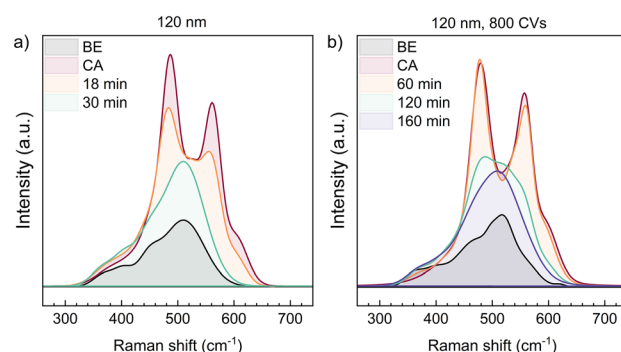 120 nm
a)
BE
CA
18 min
30 min
Intensity (a.u.)
300 400 500 600 700
Raman shift (cm⁻¹)
120 nm, 800 CVs
b)
BE
CA
60 min
120 min
160 min
Intensity (a.u.)
300 400 500 600 700
Raman shift (cm⁻¹)